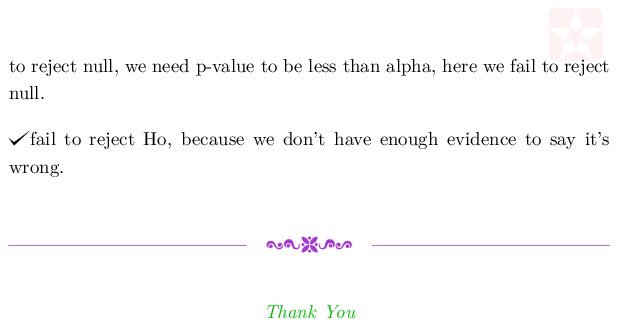 to reject null, we need p-value to be less than alpha, here we fail to reject
null.
✓fail to reject Ho, because we don't have enough evidence to say it's
wrong.
Thank You